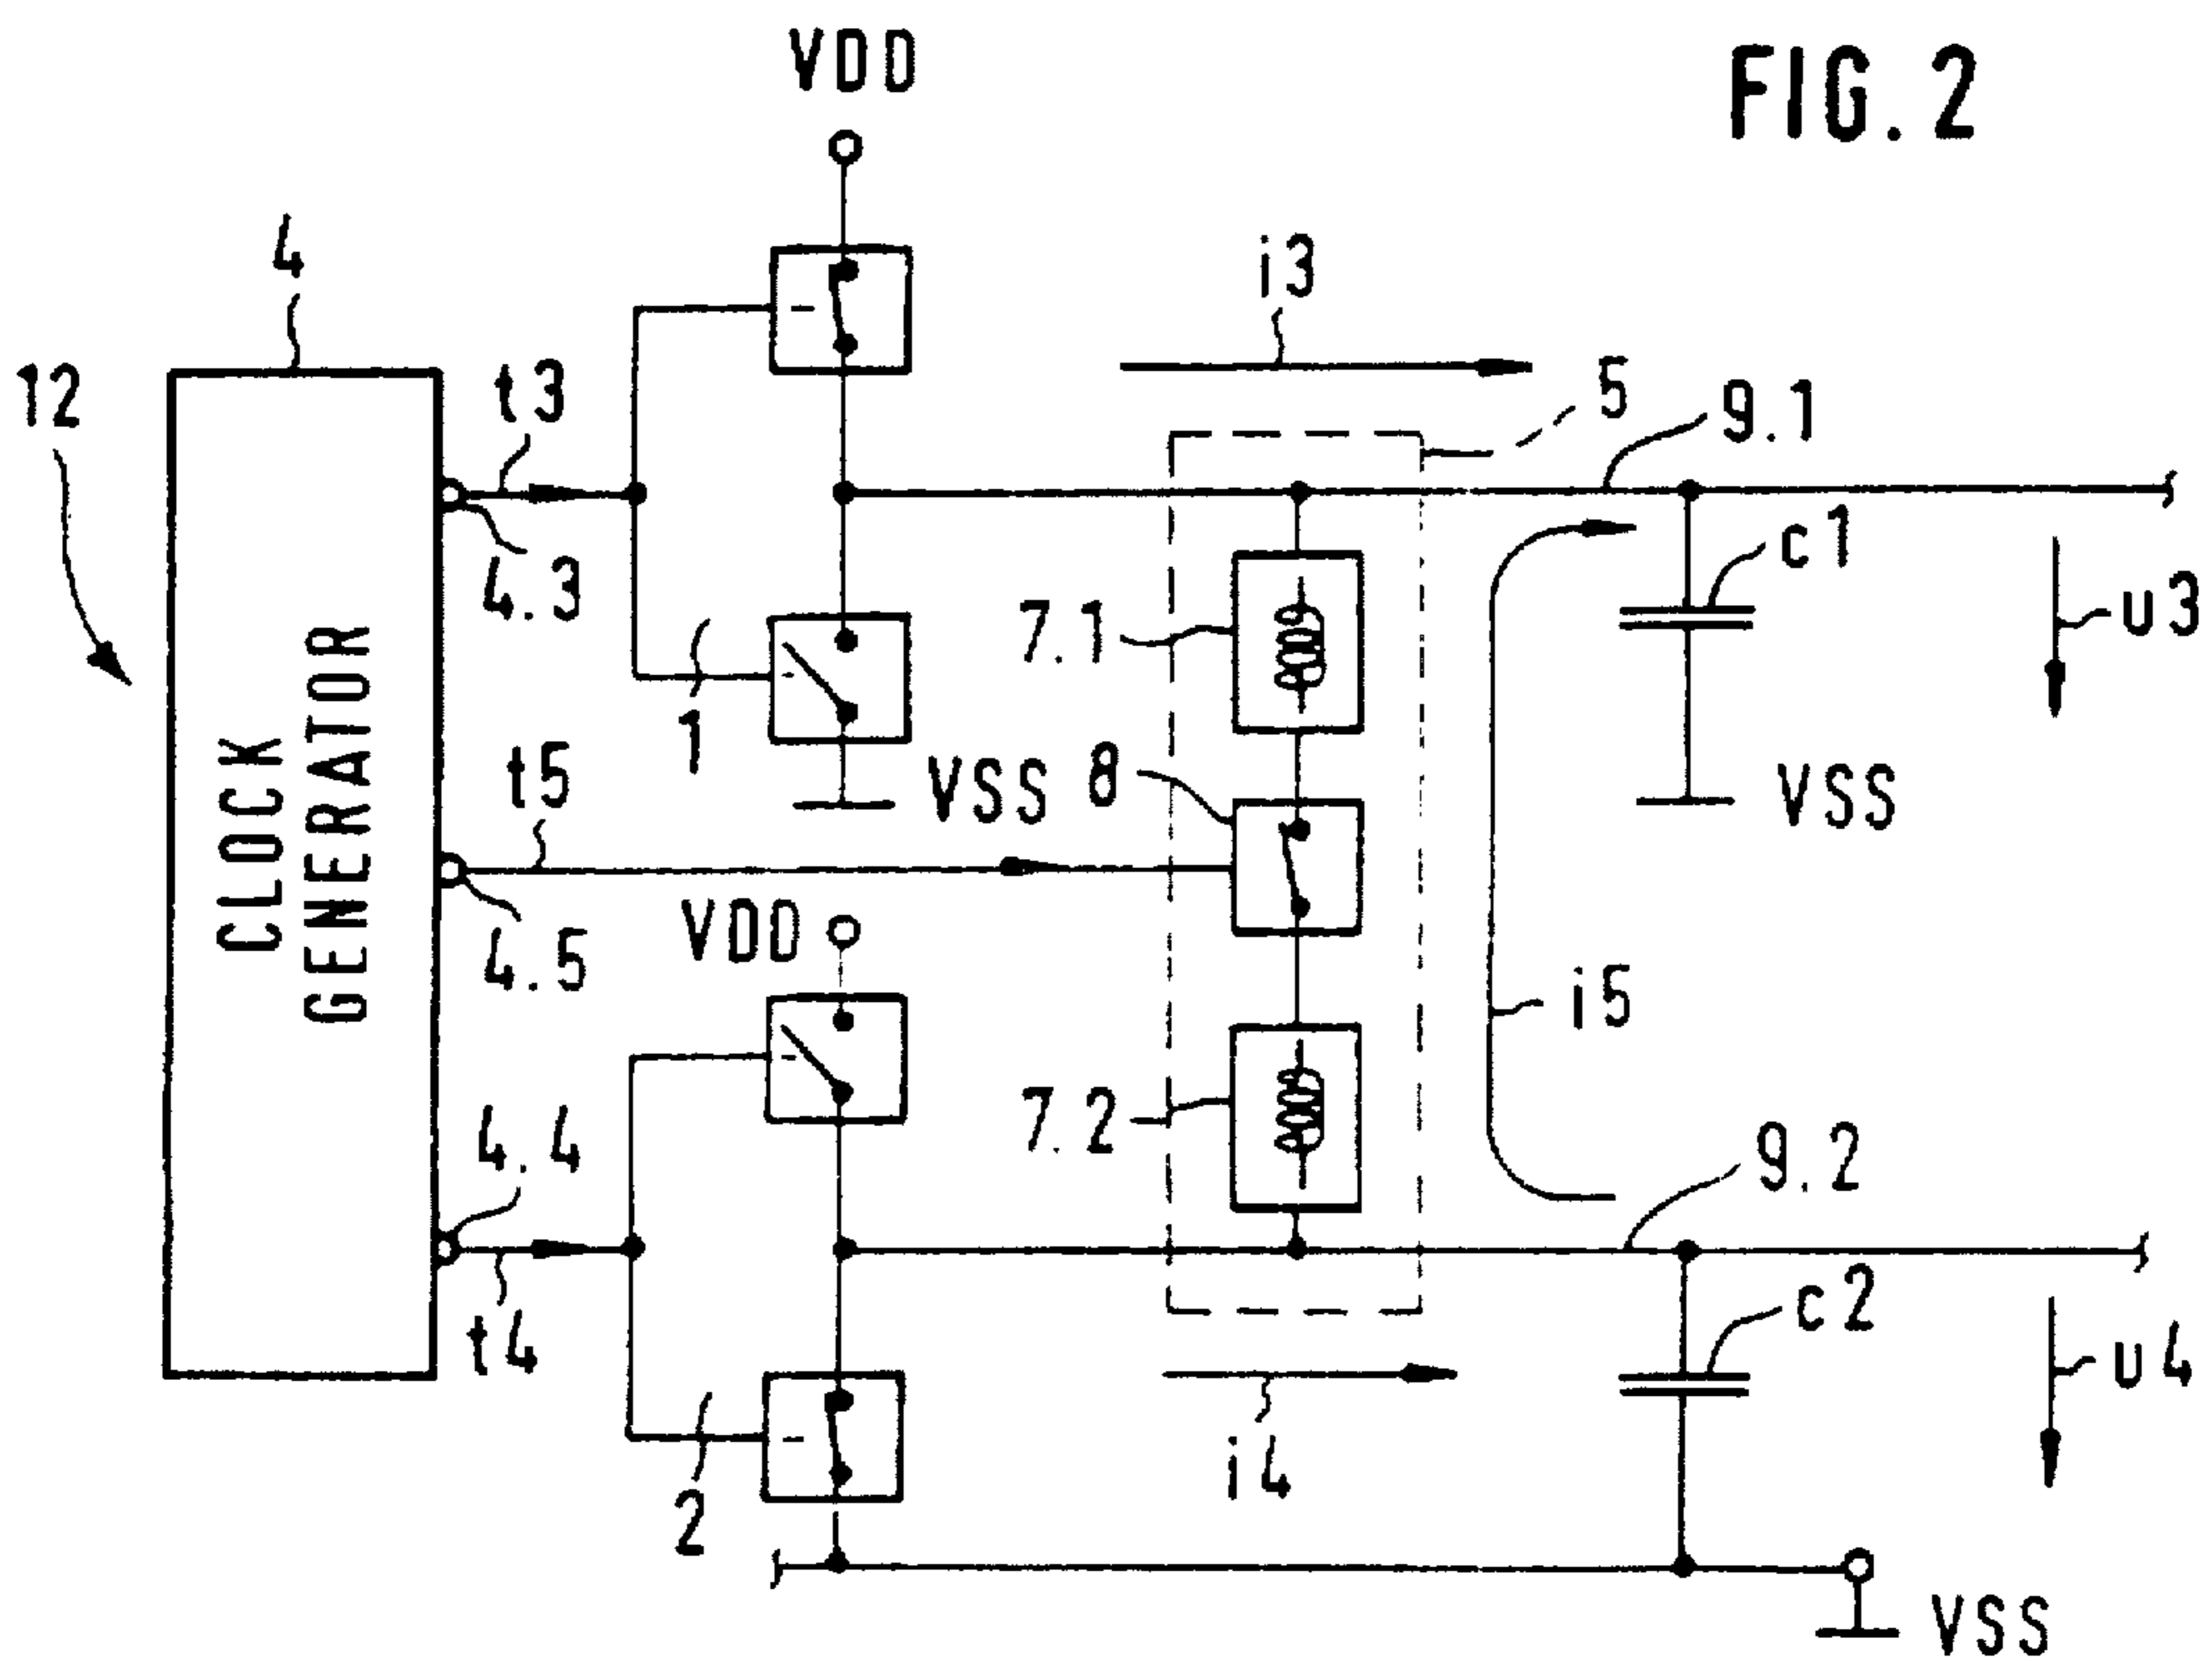 VDD
FIG. 2
4
i3
12
t3
5
9.1
4.3
c1
7.1
u3
1
CLOCK
GENERATOR
t5
VSS
8
VSS
VDD
4.5
i5
4.4
7.2
9.2
t4
c2
u4
i4
2
VSS